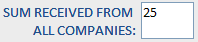 SUM RECEIVED FROM 25
ALL COMPANIES: